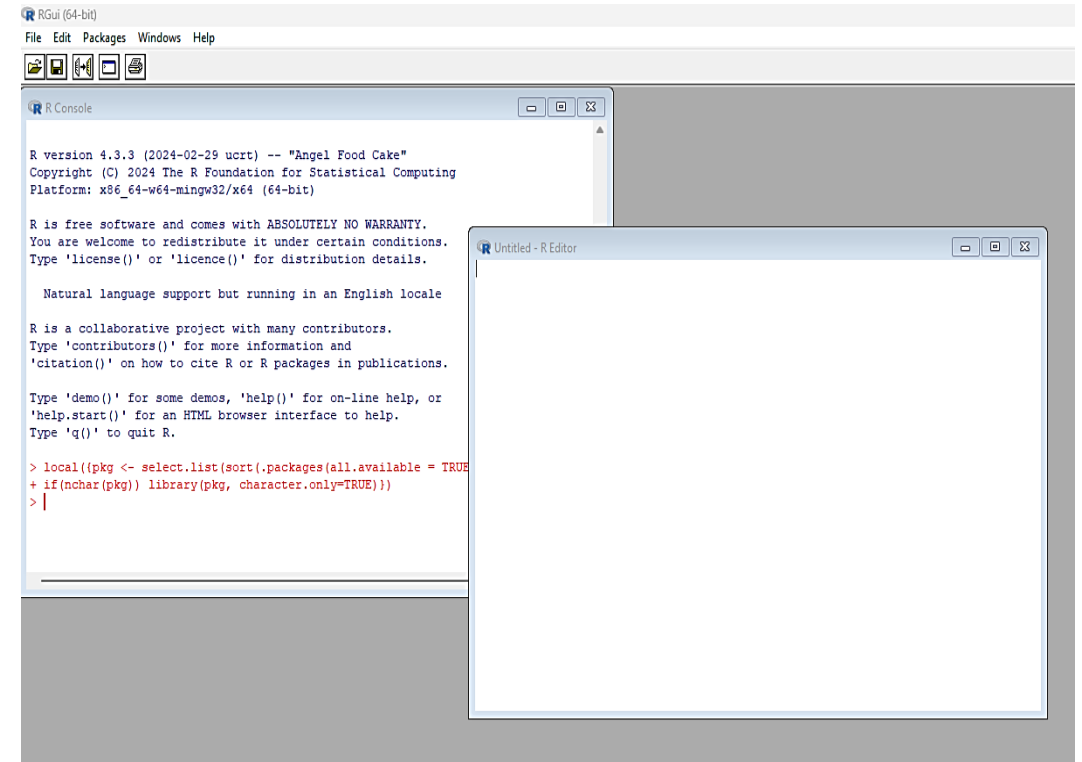 RGui (64-bit)
File Edit Packages Windows Help
R Console
R version 4.3.3 (2024-02-29 ucrt) -- "Angel Food Cake"
Copyright (C) 2024 The R Foundation for Statistical Computing
Platform: x86_64-w64-mingw32/x64 (64-bit)
R is free software and comes with ABSOLUTELY NO WARRANTY.
You are welcome to redistribute it under certain conditions.
Type 'license()' or 'licence()' for distribution details.
Natural language support but running in an English locale
R is a collaborative project with many contributors.
Type 'contributors()' for more information and
'citation()' on how to cite R or R packages in publications.
Type 'demo()' for some demos, 'help()' for on-line help, or
'help.start()' for an HTML browser interface to help.
Type 'q()' to quit R.
> local({pkg <- select.list(sort(.packages(all.available = TRUE
+ if(nchar(pkg)) library(pkg, character.only=TRUE)})
>
Untitled - R Editor